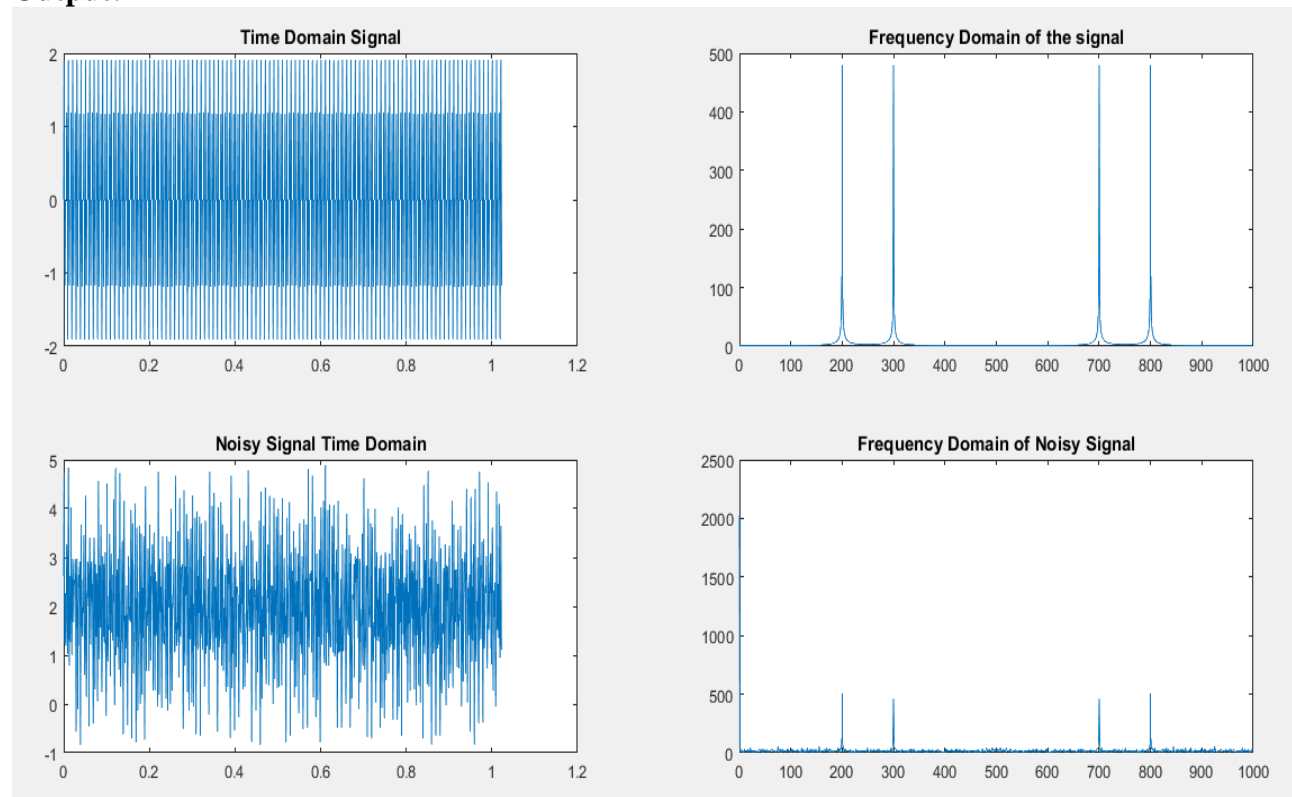 Output:
Time Domain Signal
2
1
0
-1
-2
0 0.2 0.4 0.6 0.8 1 1.2
Frequency Domain of the signal
500
400
300
200
100
0
0 100 200 300 400 500 600 700 800 900 1000
Noisy Signal Time Domain
5
4
3
2
1
0
-1
0 0.2 0.4 0.6 0.8 1 1.2
Frequency Domain of Noisy Signal
2500
2000
1500
1000
500
0
0 100 200 300 400 500 600 700 800 900 1000